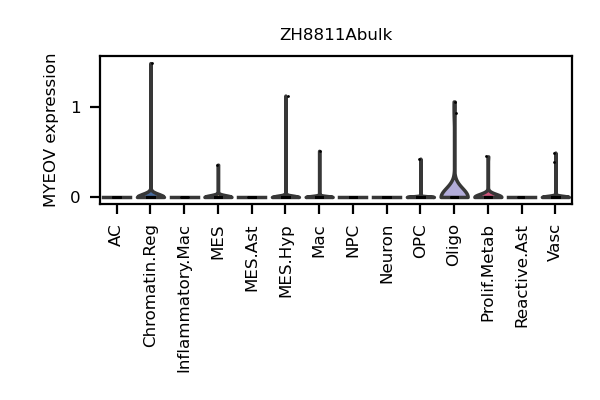 ZH8811Abulk
MYEOV expression
1
0
AC
Chromatin.Reg
Inflammatory.Mac
MES
MES.Ast
MES.Hyp
Mac
NPC
Neuron
OPC
Oligo
Prolif.Metab
Reactive.Ast
Vasc